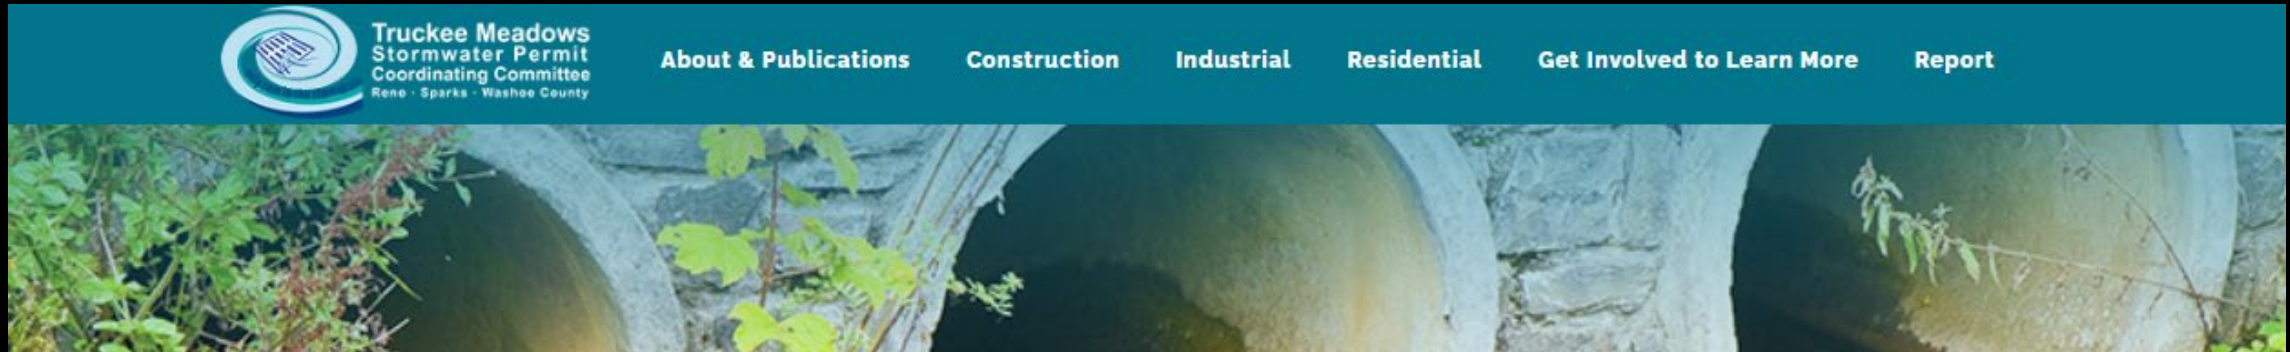 Truckee Meadows
Stormwater Permit
Coordinating Committee
Reno · Sparks · Washoe County
About & Publications
Construction
Industrial
Residential
Get Involved to Learn More
Report